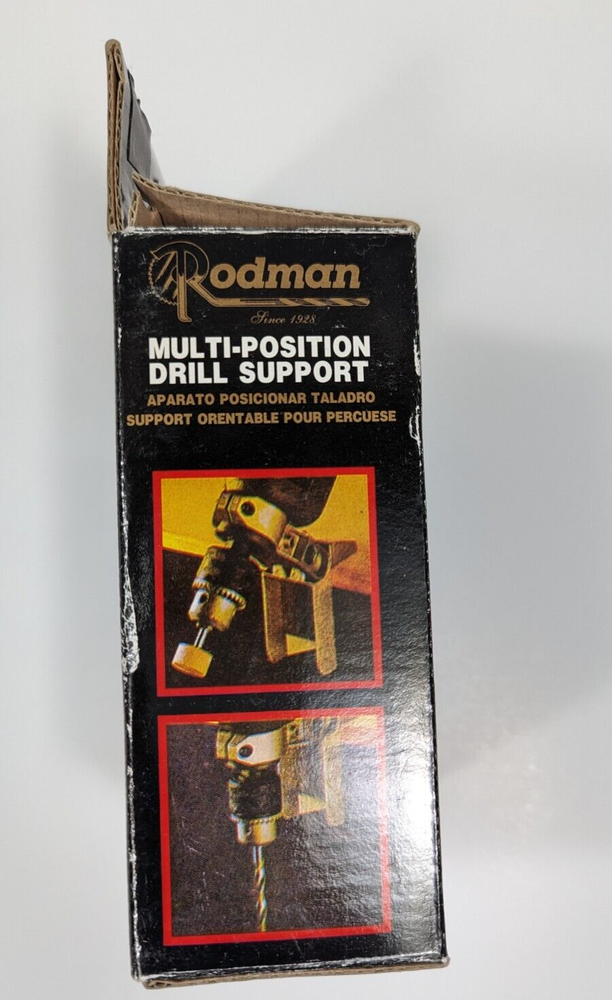 Rodman
Since 1928
MULTI-POSITION
DRILL SUPPORT
APARATO POSICIONAR TALADRO
SUPPORT ORENTABLE POUR PERCUESE